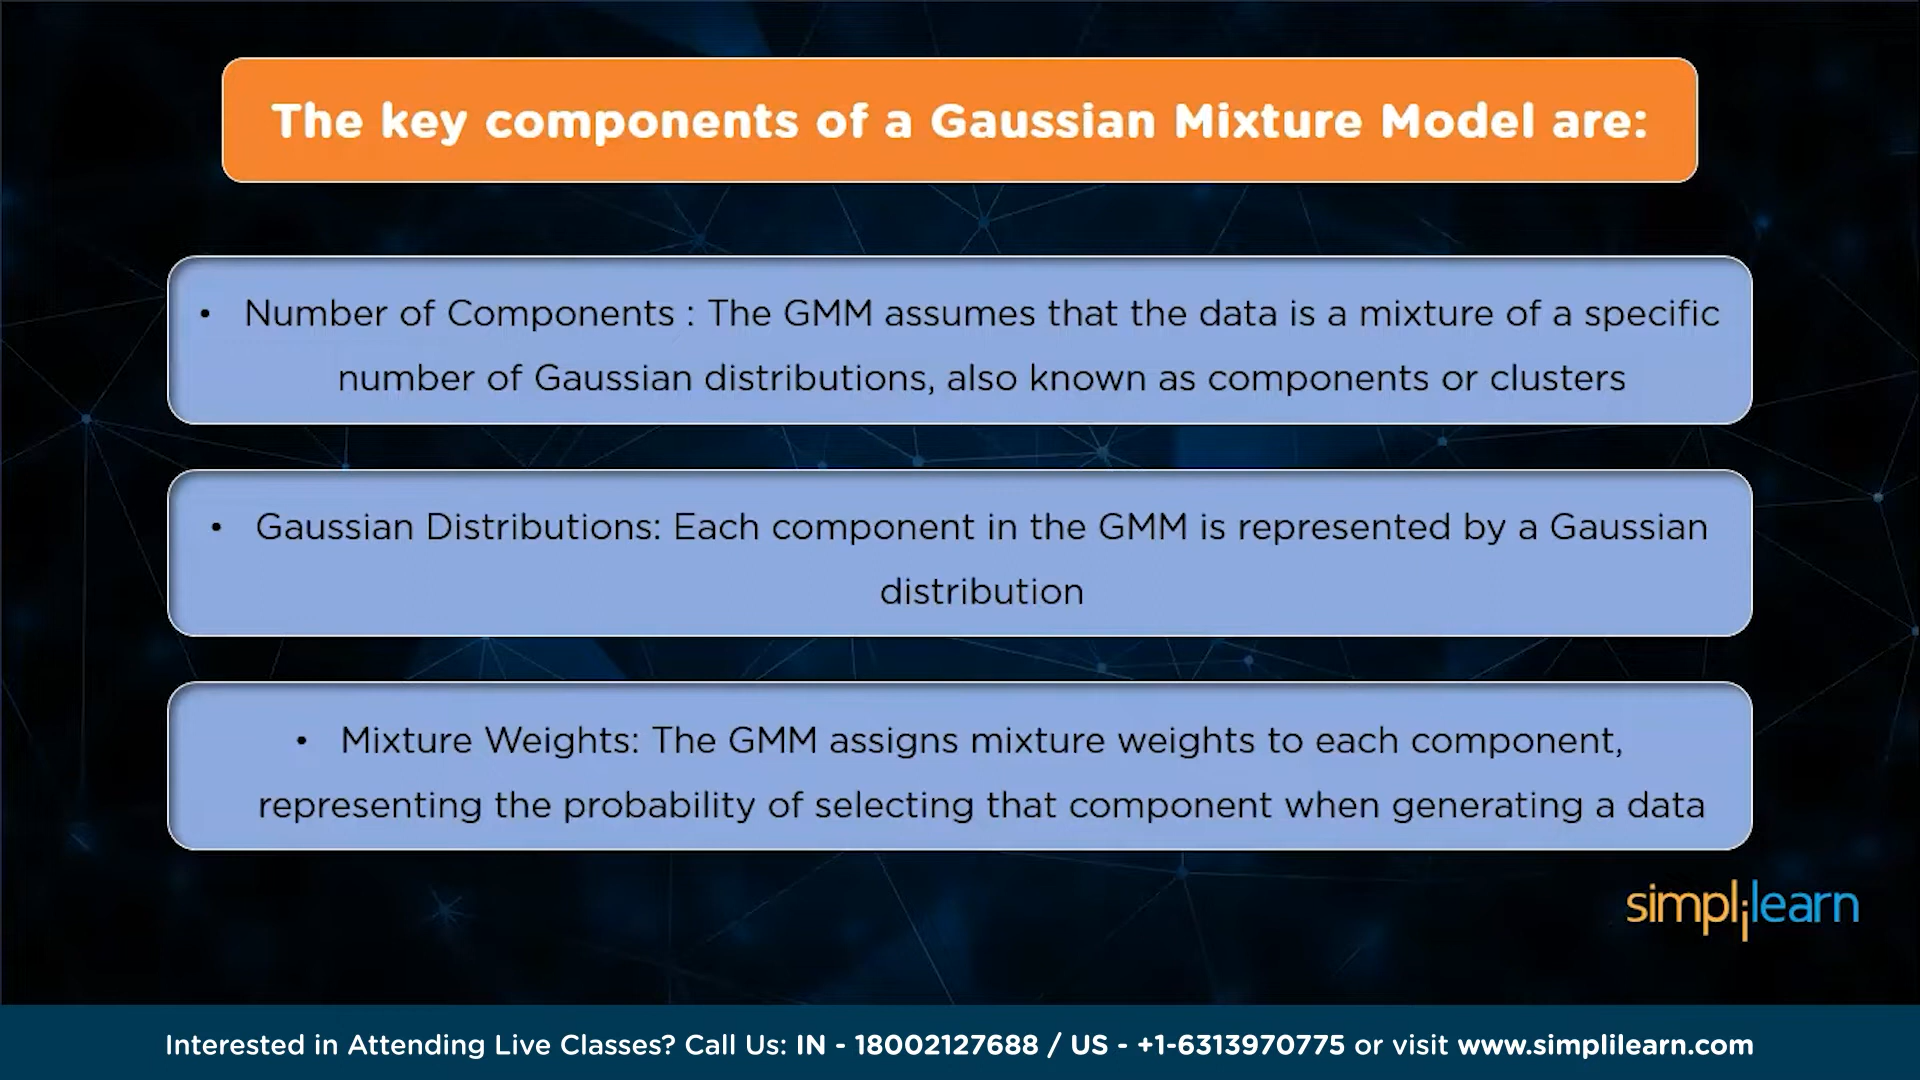 The key components of a Gaussian Mixture Model are:
• Number of Components : The GMM assumes that the data is a mixture of a specific
number of Gaussian distributions, also known as components or clusters
• Gaussian Distributions: Each component in the GMM is represented by a Gaussian
distribution
• Mixture Weights: The GMM assigns mixture weights to each component,
representing the probability of selecting that component when generating a data
simplilearn
Interested in Attending Live Classes? Call Us: IN - 18002127688 / US - +1-6313970775 or visit www.simplilearn.com